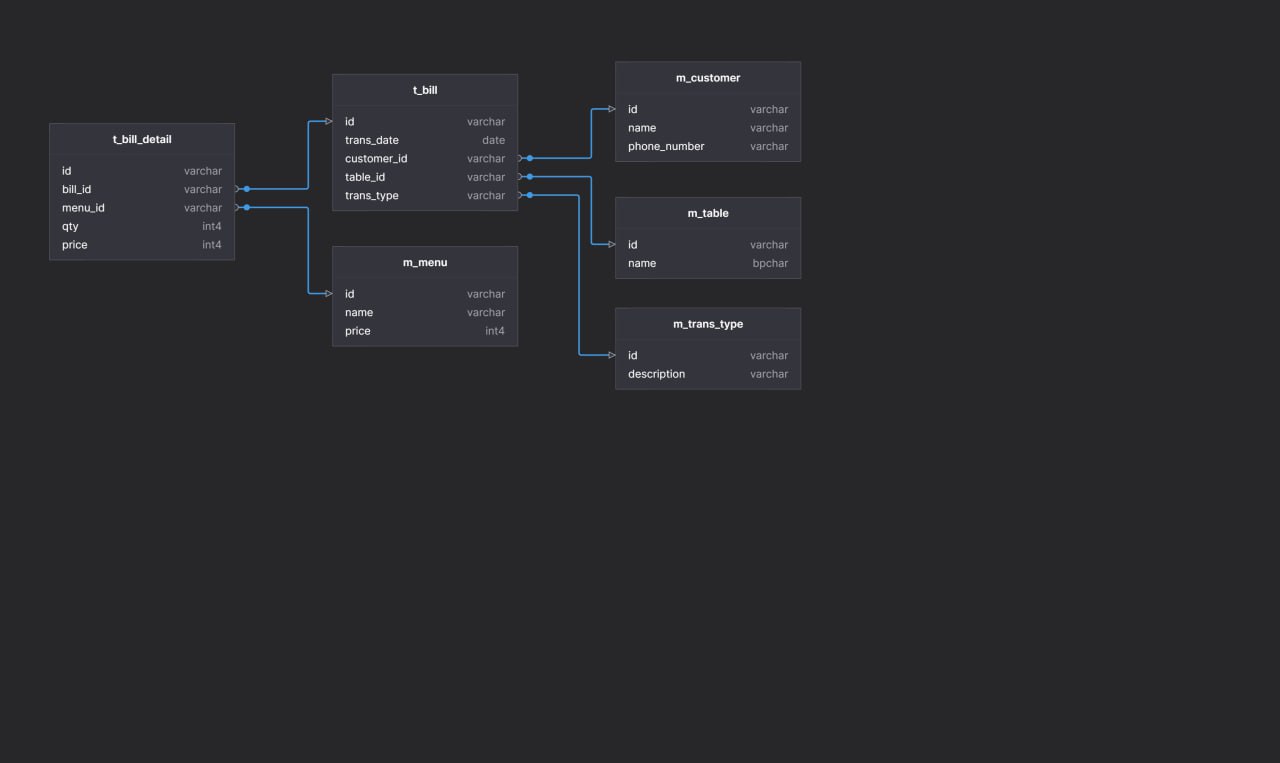 t_bill_detail
id varchar
bill_id varchar
menu_id varchar
qty int4
price int4
t_bill
id varchar
trans_date date
customer_id varchar
table_id varchar
trans_type varchar
m_menu
id varchar
name varchar
price int4
m_customer
id varchar
name varchar
phone_number varchar
m_table
id varchar
name bpchar
m_trans_type
id varchar
description varchar